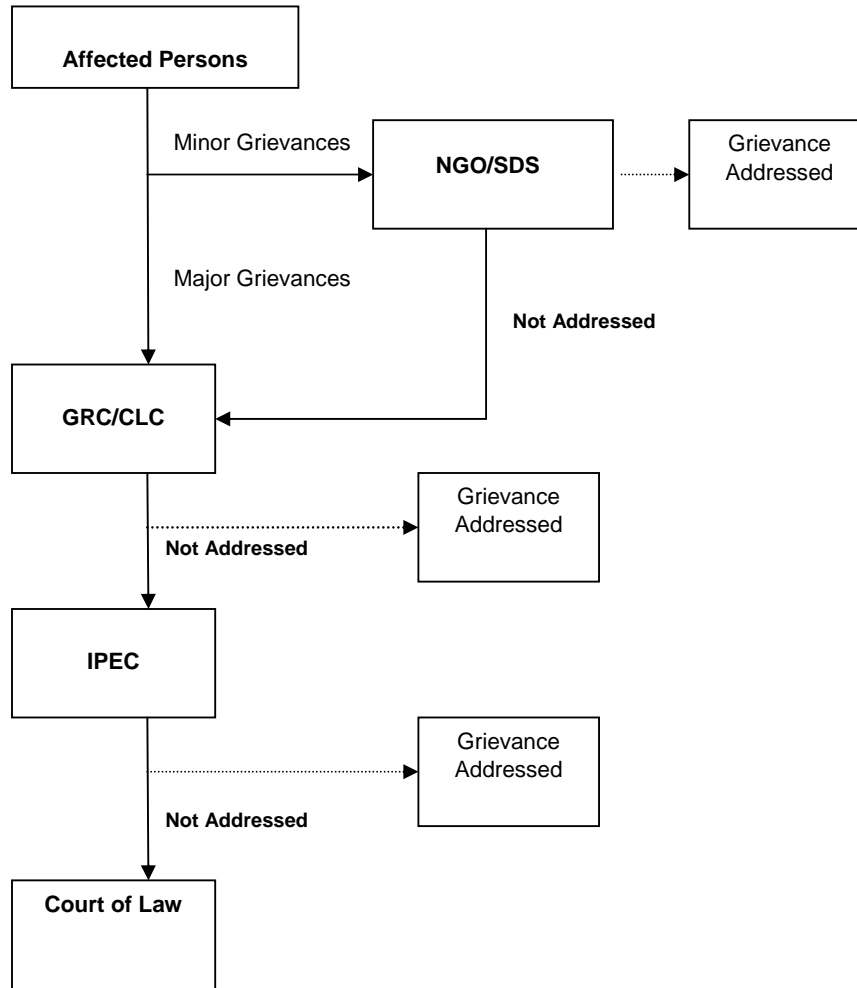 Affected Persons
Minor Grievances
NGO/SDS
Grievance
Addressed
Major Grievances
Not Addressed
GRC/CLC
Grievance
Addressed
Not Addressed
IPEC
Grievance
Addressed
Not Addressed
Court of Law